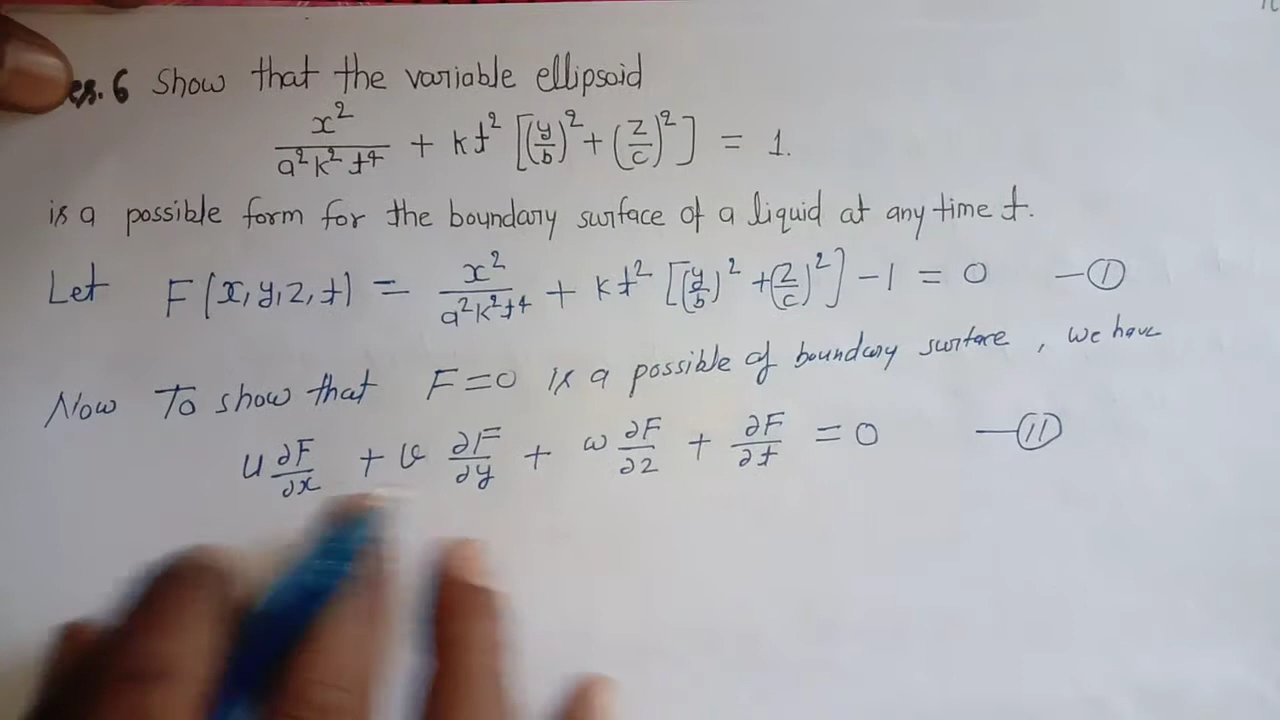 es. 6 Show that the variable ellipsoid
x²/(a²k²t⁴) + kt² [(y/b)² + (z/c)²] = 1.
is a possible form for the boundary surface of a liquid at any time t.
Let F(x,y,z,t) = x²/(a²k²t⁴) + kt² [(y/b)² + (z/c)²] - 1 = 0 —(I)
Now To show that F=0 is a possible of boundary surface, we have
u ∂F/∂x + v ∂F/∂y + w ∂F/∂z + ∂F/∂t = 0 —(II)